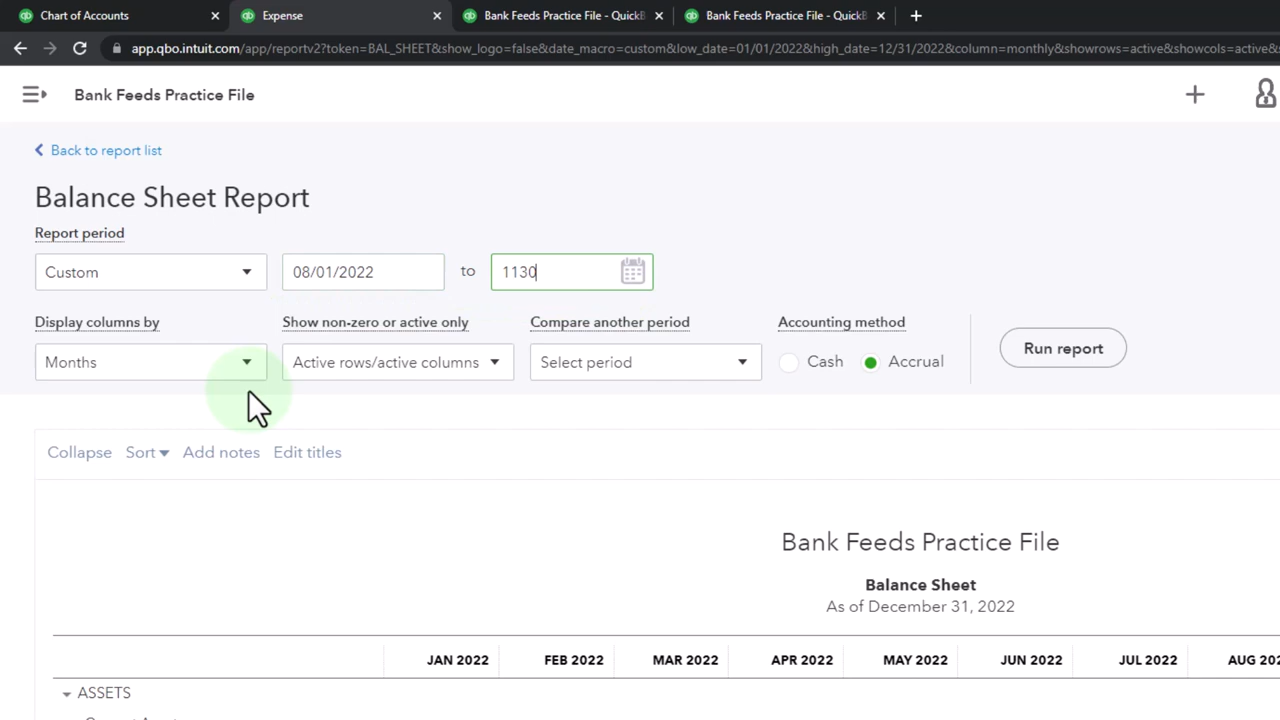 Chart of Accounts
Expense
Bank Feeds Practice File - QuickB
Bank Feeds Practice File - QuickB
app.qbo.intuit.com/app/reportv2?token=BAL_SHEET&show_logo=false&date_macro=custom&low_date=01/01/2022&high_date=12/31/2022&column=monthly&showrows=active&showcols=active&
Bank Feeds Practice File
Back to report list
Balance Sheet Report
Report period
Custom 08/01/2022 to 1130
Display columns by Show non-zero or active only Compare another period Accounting method
Months Active rows/active columns Select period Cash Accrual Run report
Collapse Sort Add notes Edit titles
Bank Feeds Practice File
Balance Sheet
As of December 31, 2022
JAN 2022 FEB 2022 MAR 2022 APR 2022 MAY 2022 JUN 2022 JUL 2022 AUG 202
ASSETS